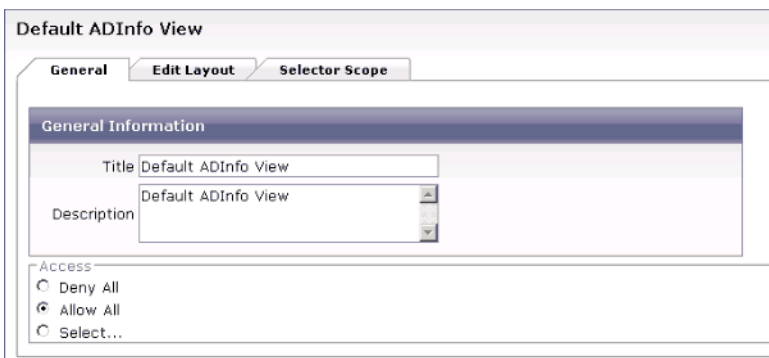 Default ADInfo View
General Edit Layout Selector Scope
General Information
Title Default ADInfo View
Description Default ADInfo View
Access
Deny All
Allow All
Select...